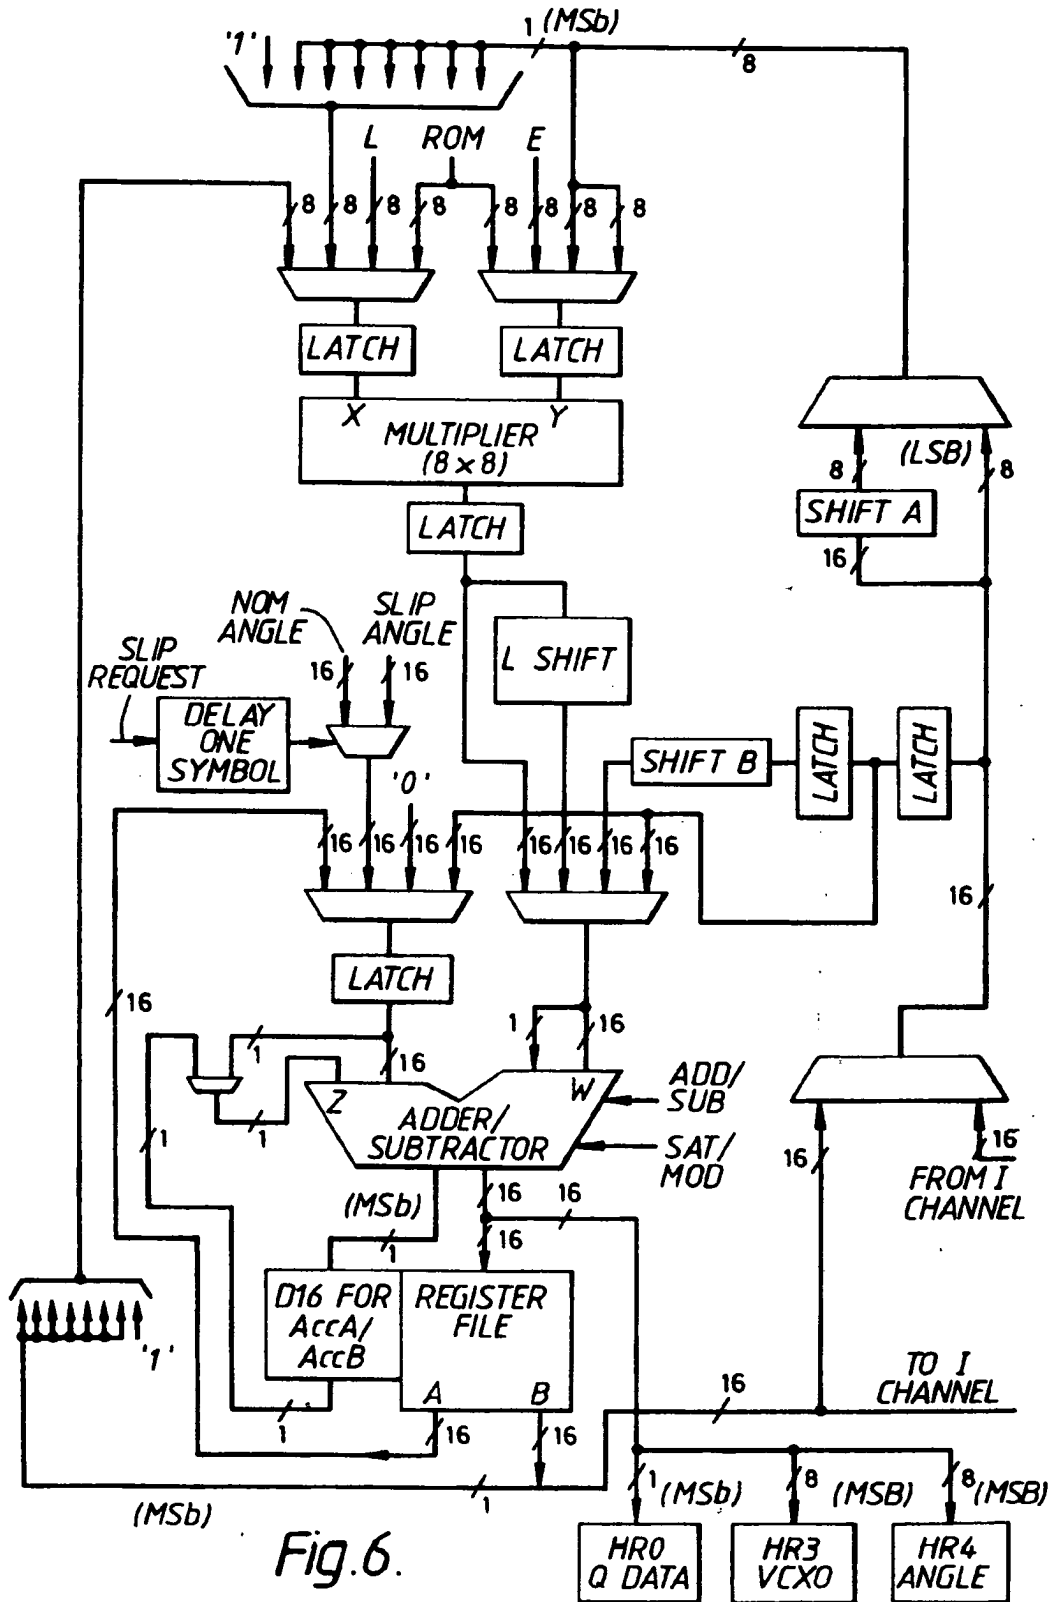 '1'
1 (MSb)
8
L ROM E
8 8 8 8 8 8 8 8
LATCH LATCH
X Y
MULTIPLIER
(8 x 8)
LATCH
(LSB)
8 8
SHIFT A
16
NOM
ANGLE
SLIP
ANGLE
16 16
SLIP
REQUEST
DELAY
ONE
SYMBOL
L SHIFT
SHIFT B
LATCH
LATCH
'0'
16 16 16 16 16 16 16 16
16
LATCH
16
1
16
1 16
Z W
ADDER/
SUBTRACTOR
ADD/
SUB
SAT/
MOD
1
1
16
16
FROM I
CHANNEL
(MSb)
16 16
16
1
D16 FOR
AccA/
AccB
REGISTER
FILE
A B
'1'
1
16 16
16
TO I
CHANNEL
(MSb)
1
1 (MSb)
8 (MSB)
8 (MSB)
HR0
Q DATA
HR3
VCXO
HR4
ANGLE
Fig.6.